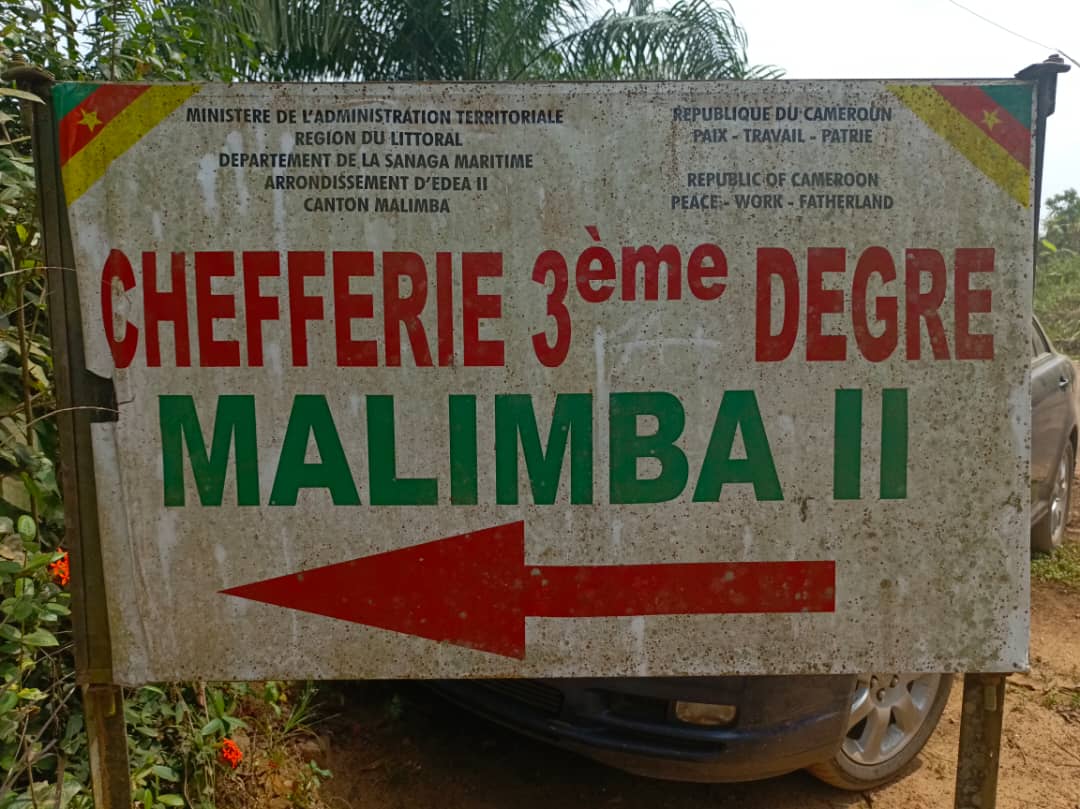 MINISTERE DE L'ADMINISTRATION TERRITORIALE
REGION DU LITTORAL
DEPARTEMENT DE LA SANAGA MARITIME
ARRONDISSEMENT D'EDEA II
CANTON MALIMBA
REPUBLIQUE DU CAMEROUN
PAIX - TRAVAIL - PATRIE
REPUBLIC OF CAMEROON
PEACE - WORK - FATHERLAND
CHEFFERIE 3ème DEGRE
MALIMBA II